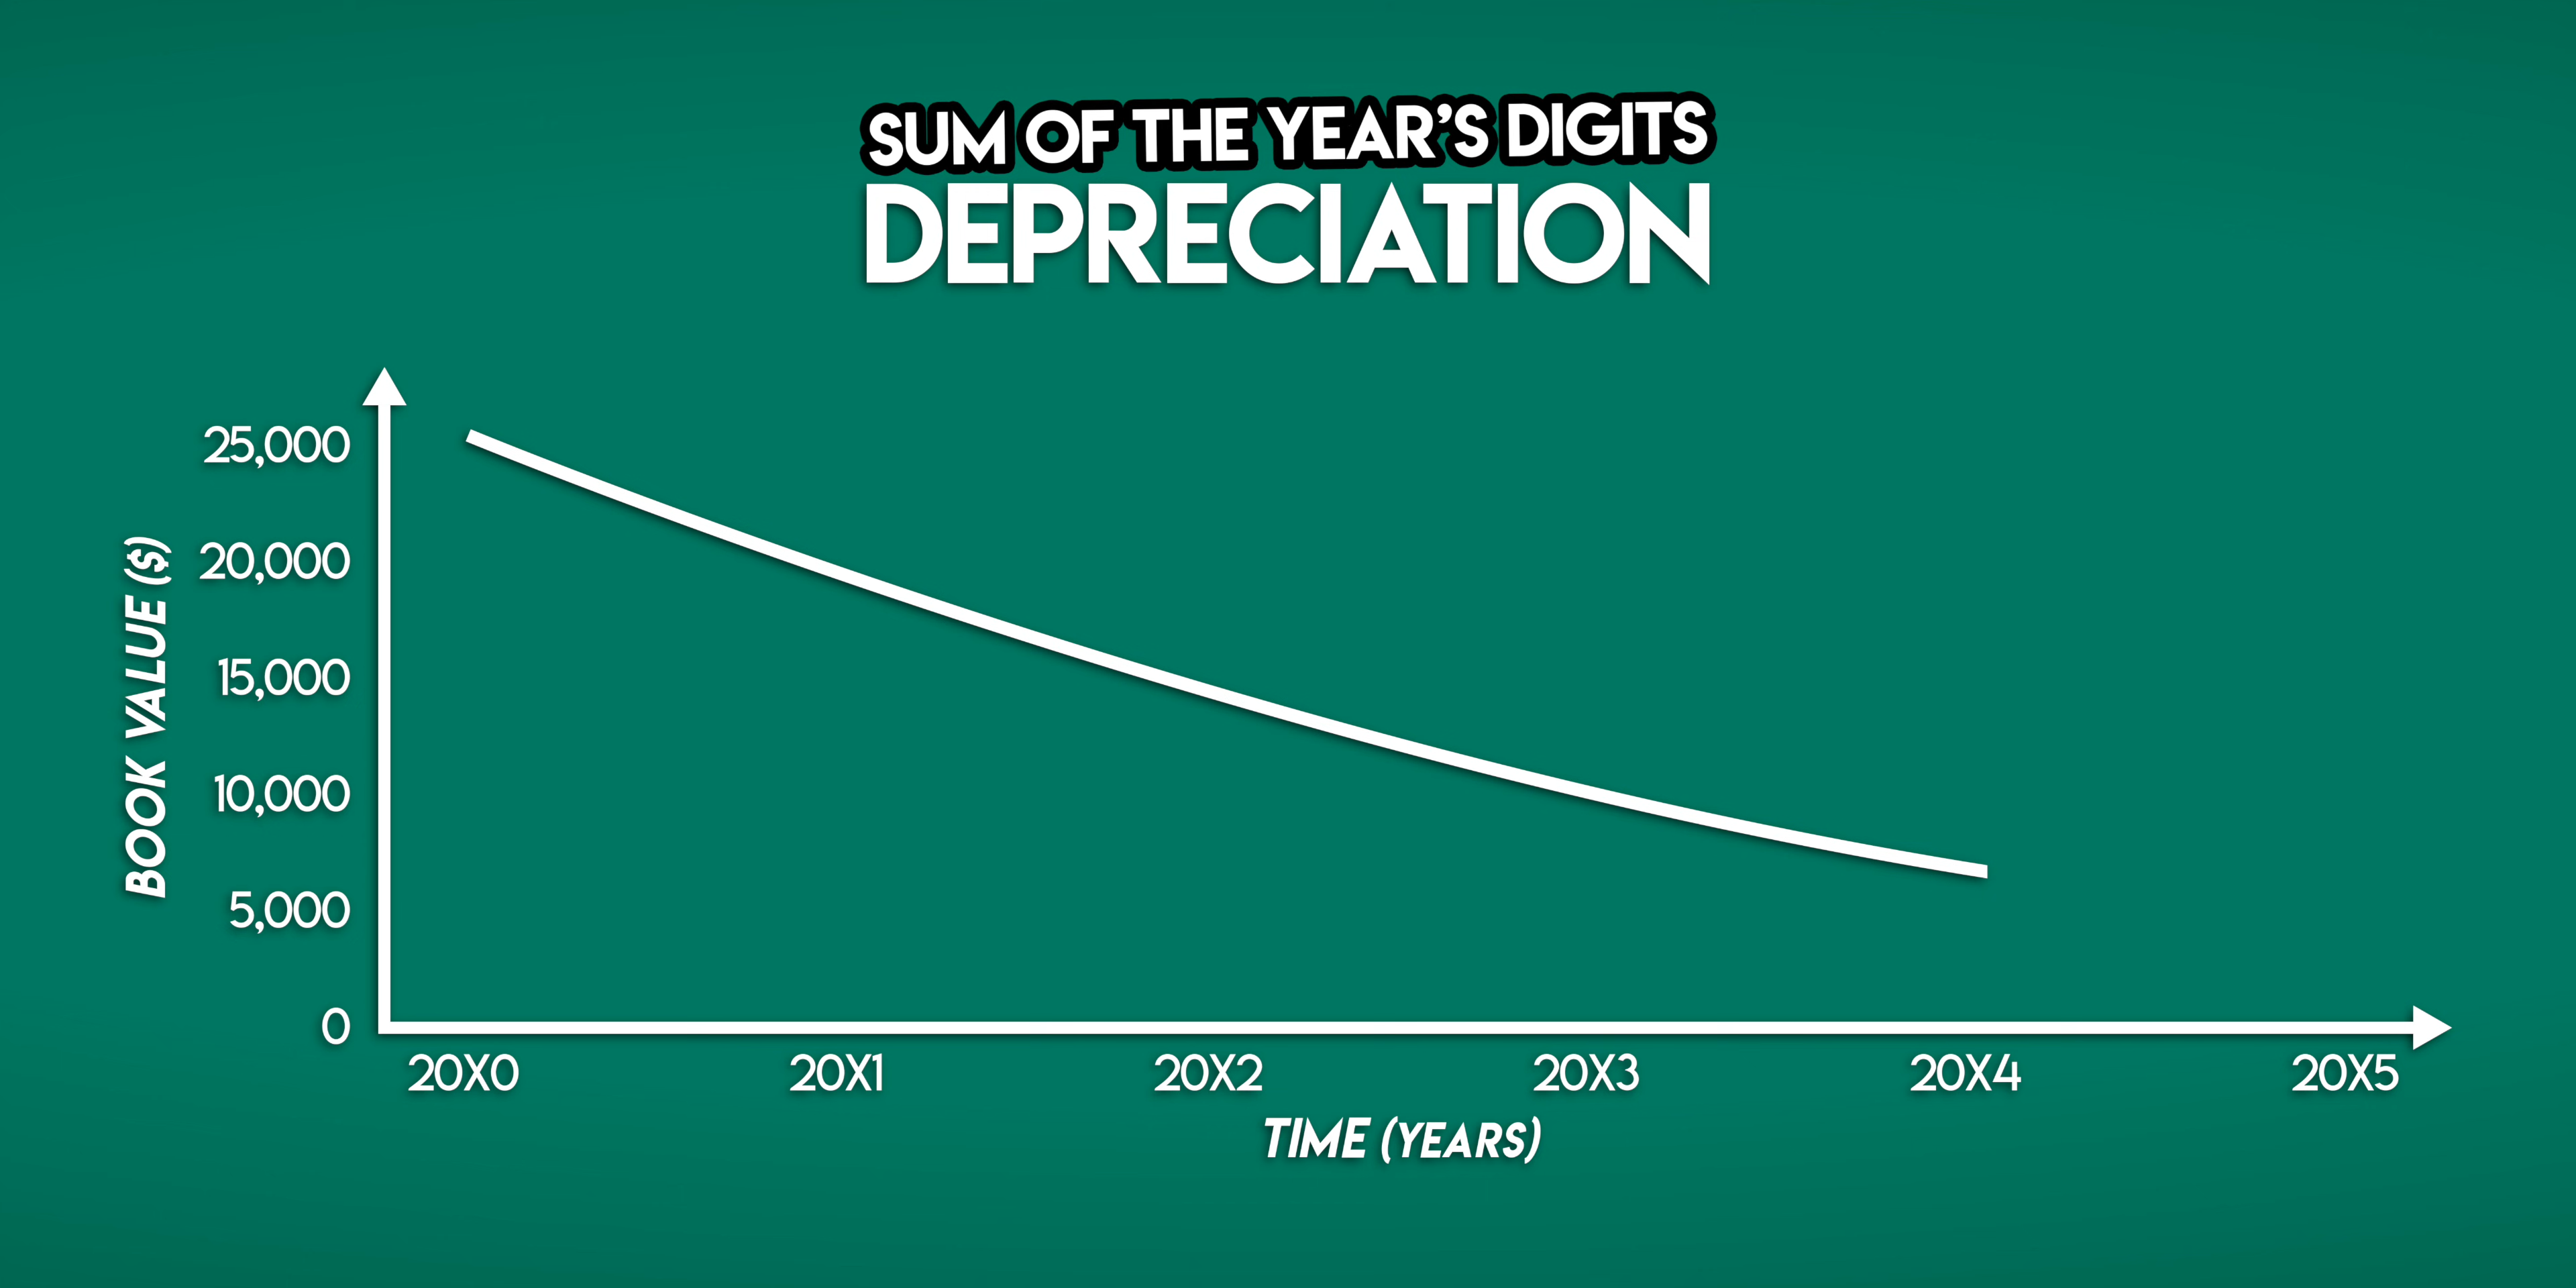 SUM OF THE YEAR'S DIGITS
DEPRECIATION
25,000
20,000
15,000
10,000
5,000
0
BOOK VALUE ($)
20X0 20X1 20X2 20X3 20X4 20X5
TIME (YEARS)